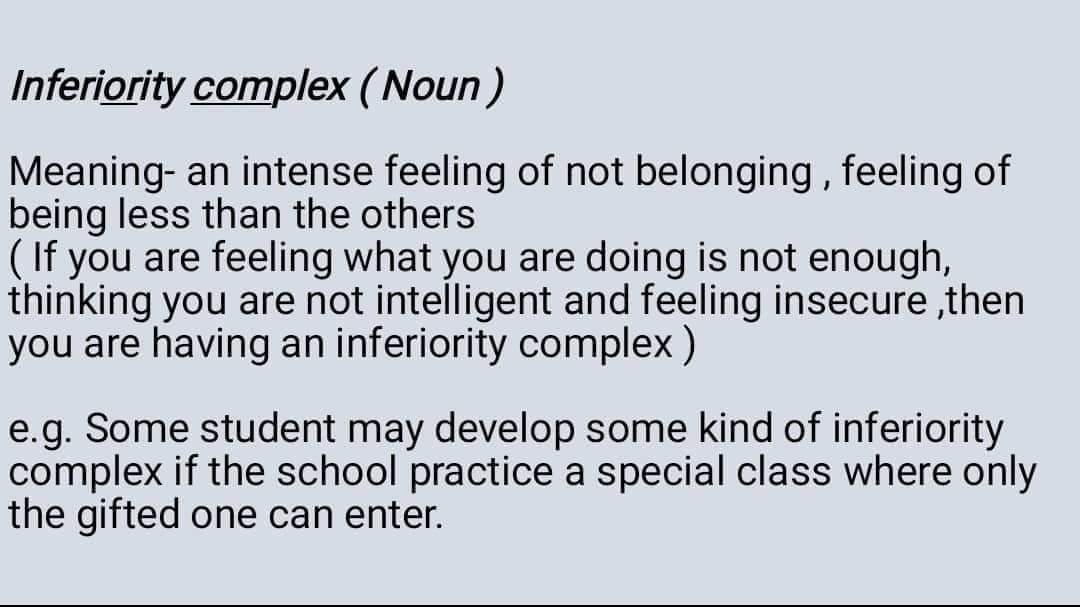 Inferiority complex ( Noun )
Meaning- an intense feeling of not belonging , feeling of
being less than the others
( If you are feeling what you are doing is not enough,
thinking you are not intelligent and feeling insecure ,then
you are having an inferiority complex )
e.g. Some student may develop some kind of inferiority
complex if the school practice a special class where only
the gifted one can enter.